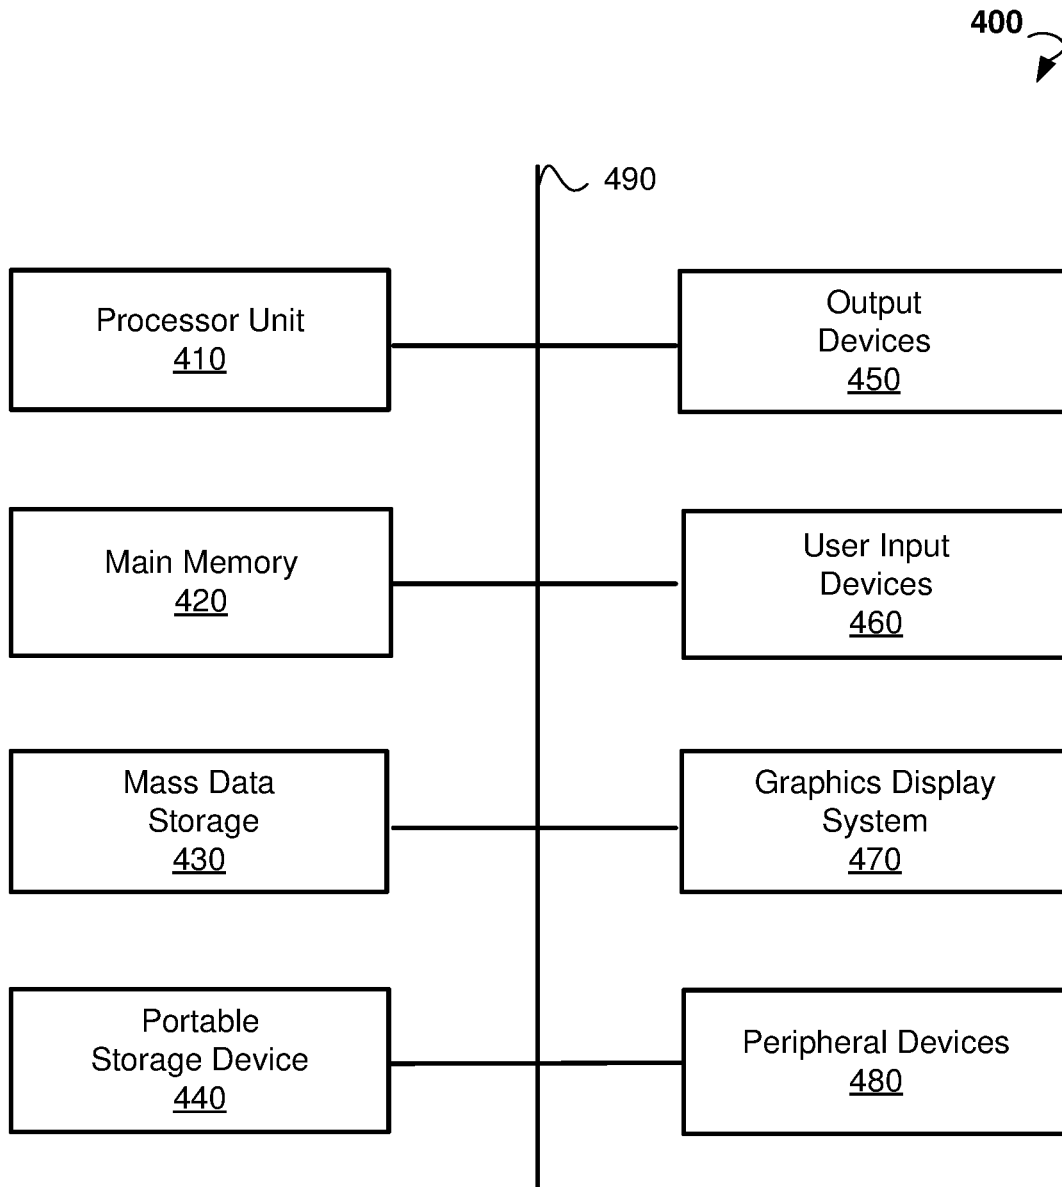 400
490
Processor Unit
410
Output
Devices
450
Main Memory
420
User Input
Devices
460
Mass Data
Storage
430
Graphics Display
System
470
Portable
Storage Device
440
Peripheral Devices
480